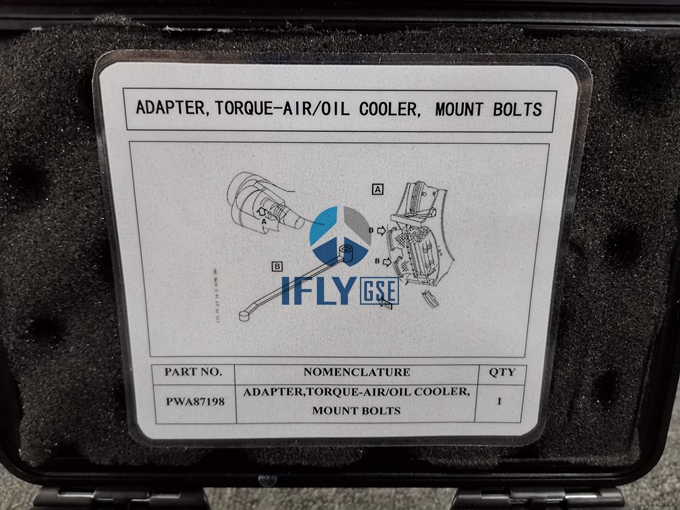 ADAPTER, TORQUE-AIR/OIL COOLER, MOUNT BOLTS
A
A
B
B
B
IFLY GSE
PART NO. NOMENCLATURE QTY
PWA87198 ADAPTER,TORQUE-AIR/OIL COOLER, 1
MOUNT BOLTS